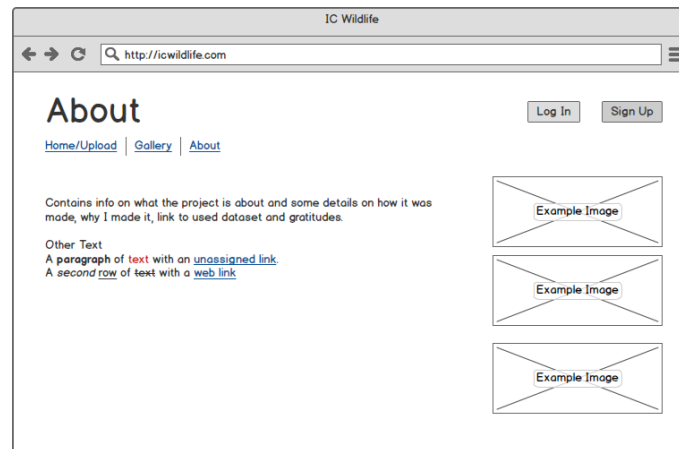 IC Wildlife
http://icwildlife.com
About
Log In
Sign Up
Home/Upload
Gallery
About
Contains info on what the project is about and some details on how it was
made, why I made it, link to used dataset and gratitudes.
Other Text
A paragraph of text with an unassigned link.
A second row of text with a web link
Example Image
Example Image
Example Image